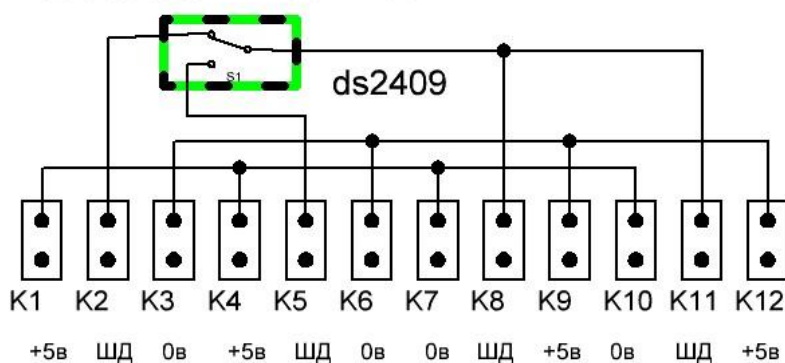 S1
ds2409
K1 K2 K3 K4 K5 K6 K7 K8 K9 K10 K11 K12
+5в ШД 0в +5в ШД 0в 0в ШД +5в 0в ШД +5в